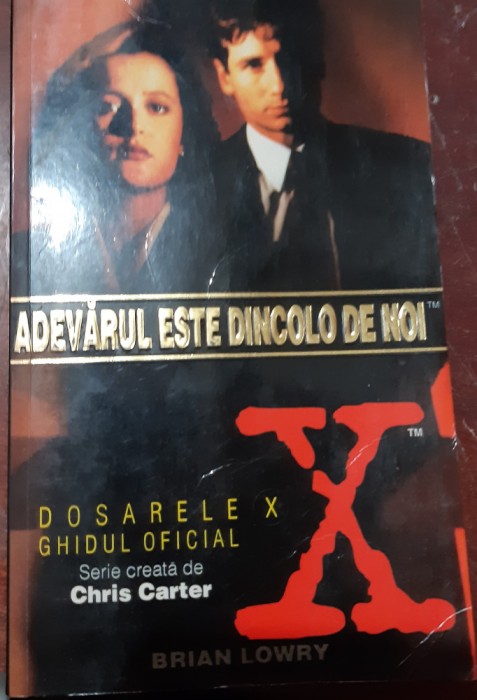 ADEVĂRUL ESTE DINCOLO DE NOI™
X™
DOSARELE X
GHIDUL OFICIAL
Serie creată de
Chris Carter
BRIAN LOWRY